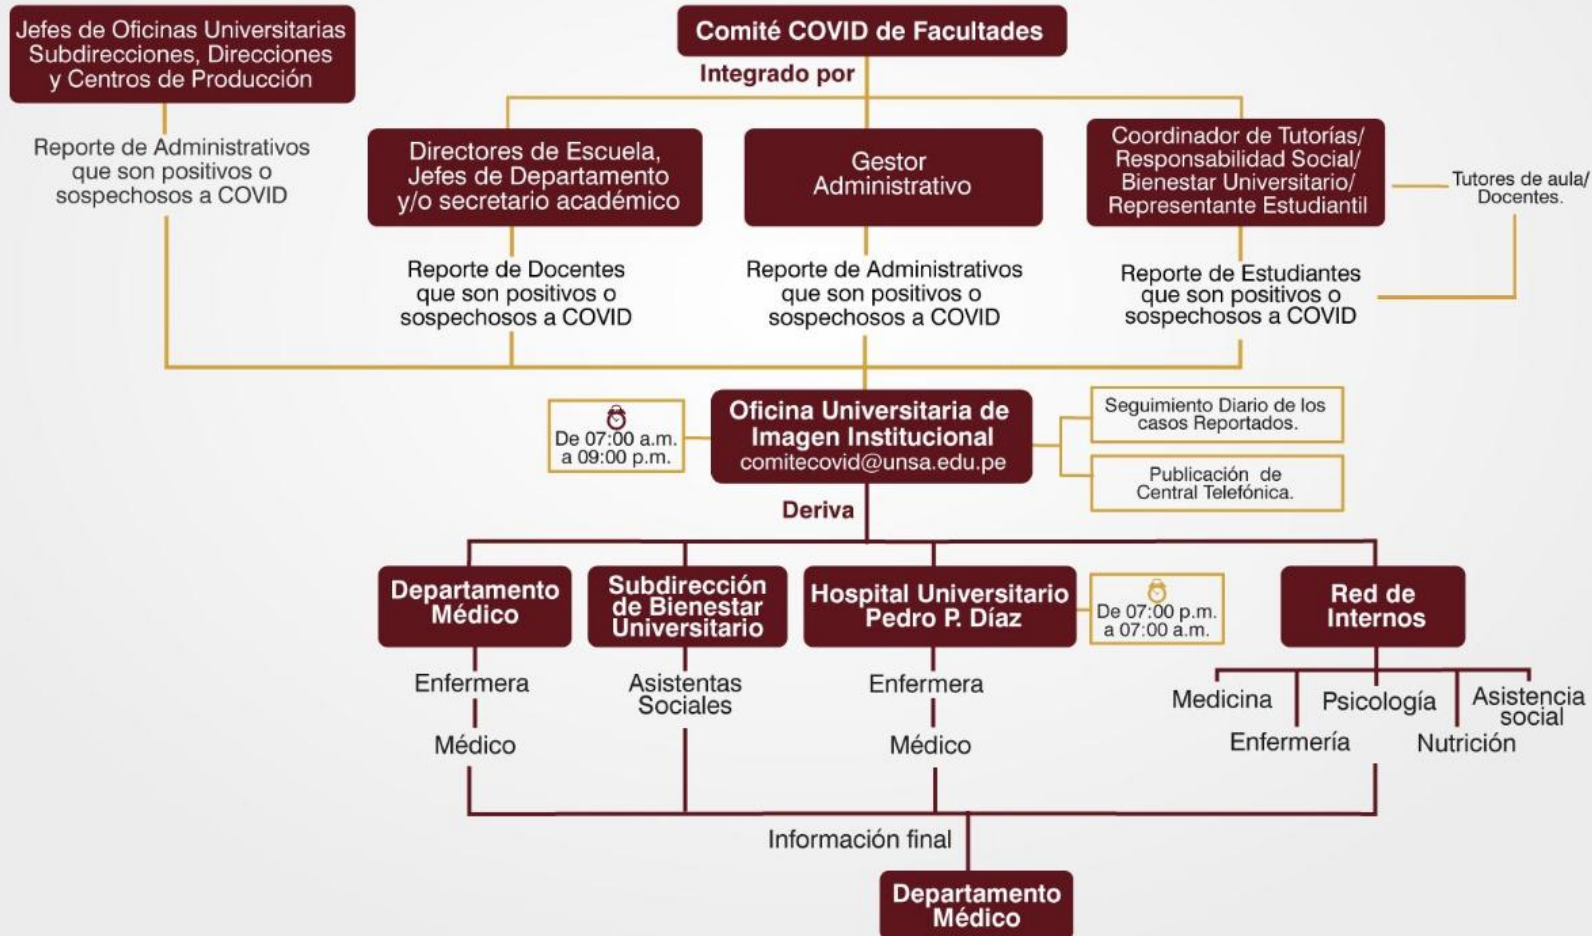 Jefes de Oficinas Universitarias
Subdirecciones, Direcciones
y Centros de Producción
Reporte de Administrativos
que son positivos o
sospechosos a COVID
Comité COVID de Facultades
Integrado por
Directores de Escuela,
Jefes de Departamento
y/o secretario académico
Gestor
Administrativo
Coordinador de Tutorías/
Responsabilidad Social/
Bienestar Universitario/
Representante Estudiantil
Tutores de aula/
Docentes.
Reporte de Docentes
que son positivos o
sospechosos a COVID
Reporte de Administrativos
que son positivos o
sospechosos a COVID
Reporte de Estudiantes
que son positivos o
sospechosos a COVID
De 07:00 a.m.
a 09:00 p.m.
Oficina Universitaria de
Imagen Institucional
comitecovid@unsa.edu.pe
Seguimiento Diario de los
casos Reportados.
Publicación de
Central Telefónica.
Deriva
Departamento
Médico
Subdirección
de Bienestar
Universitario
Hospital Universitario
Pedro P. Díaz
De 07:00 p.m.
a 07:00 a.m.
Red de
Internos
Enfermera
Médico
Asistentas
Sociales
Enfermera
Médico
Medicina
Enfermería
Psicología
Nutrición
Asistencia
social
Información final
Departamento
Médico